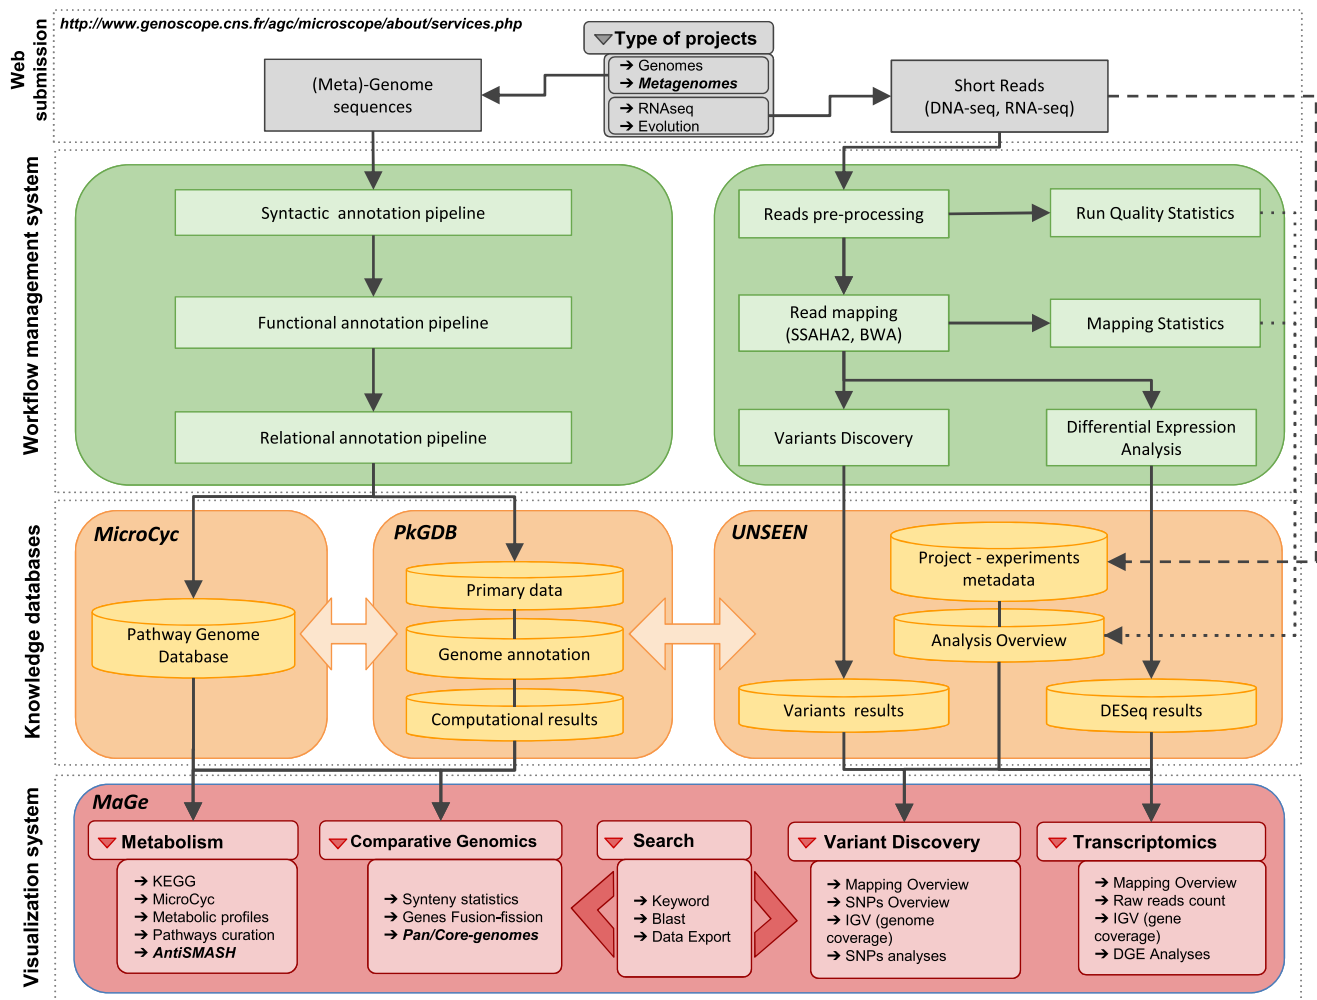 http://www.genoscope.cns.fr/agc/microscope/about/services.php
Web
submission
Type of projects
➔ Genomes
➔ Metagenomes
➔ RNAseq
➔ Evolution
(Meta)-Genome
sequences
Short Reads
(DNA-seq, RNA-seq)
Workflow management system
Syntactic annotation pipeline
Functional annotation pipeline
Relational annotation pipeline
Reads pre-processing
Run Quality Statistics
Read mapping
(SSAHA2, BWA)
Mapping Statistics
Variants Discovery
Differential Expression
Analysis
Knowledge databases
MicroCyc
Pathway Genome
Database
PkGDB
Primary data
Genome annotation
Computational results
UNSEEN
Project - experiments
metadata
Analysis Overview
Variants results
DESeq results
Visualization system
MaGe
Metabolism
➔ KEGG
➔ MicroCyc
➔ Metabolic profiles
➔ Pathways curation
➔ AntiSMASH
Comparative Genomics
➔ Synteny statistics
➔ Genes Fusion-fission
➔ Pan/Core-genomes
Search
➔ Keyword
➔ Blast
➔ Data Export
Variant Discovery
➔ Mapping Overview
➔ SNPs Overview
➔ IGV (genome
coverage)
➔ SNPs analyses
Transcriptomics
➔ Mapping Overview
➔ Raw reads count
➔ IGV (gene
coverage)
➔ DGE Analyses